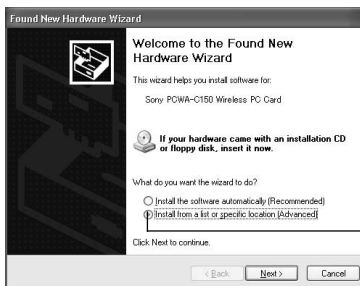 Found New Hardware Wizard
Welcome to the Found New
Hardware Wizard
This wizard helps you install software for:
Sony PCWA-C150 Wireless PC Card
If your hardware came with an installation CD
or floppy disk, insert it now.
What do you want the wizard to do?
Install the software automatically (Recommended)
Install from a list or specific location (Advanced)
Click Next to continue.
< Back
Next >
Cancel